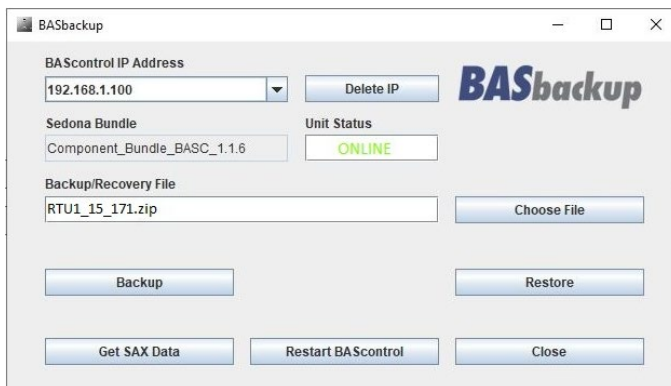 BASbackup
BAScontrol IP Address
192.168.1.100
Delete IP
BASbackup
Sedona Bundle
Unit Status
Component_Bundle_BASC_1.1.6
ONLINE
Backup/Recovery File
RTU1_15_171.zip
Choose File
Backup
Restore
Get SAX Data
Restart BAScontrol
Close